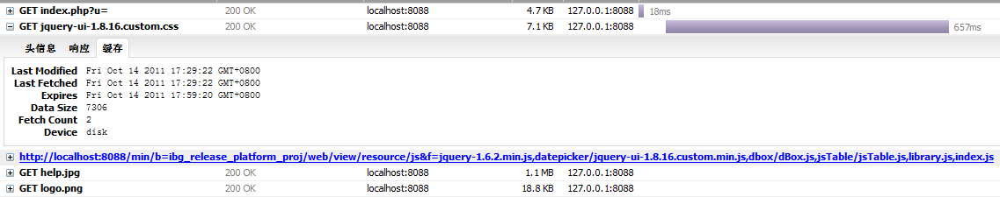 GET index.php?u= 200 OK localhost:8088 4.7 KB 127.0.0.1:8088 18ms
GET jquery-ui-1.8.16.custom.css 200 OK localhost:8088 7.1 KB 127.0.0.1:8088 657ms
头信息 响应 缓存
Last Modified Fri Oct 14 2011 17:29:22 GMT+0800
Last Fetched Fri Oct 14 2011 17:29:22 GMT+0800
Expires Fri Oct 14 2011 17:59:20 GMT+0800
Data Size 7306
Fetch Count 2
Device disk
http://localhost:8088/min/b=ibg_release_platform_proj/web/view/resource/js&f=jquery-1.6.2.min.js,datepicker/jquery-ui-1.8.16.custom.min.js,dbox/dBox.js,jsTable/jsTable.js,library.js,index.js
GET help.jpg 200 OK localhost:8088 1.1 MB 127.0.0.1:8088
GET logo.png 200 OK localhost:8088 18.8 KB 127.0.0.1:8088